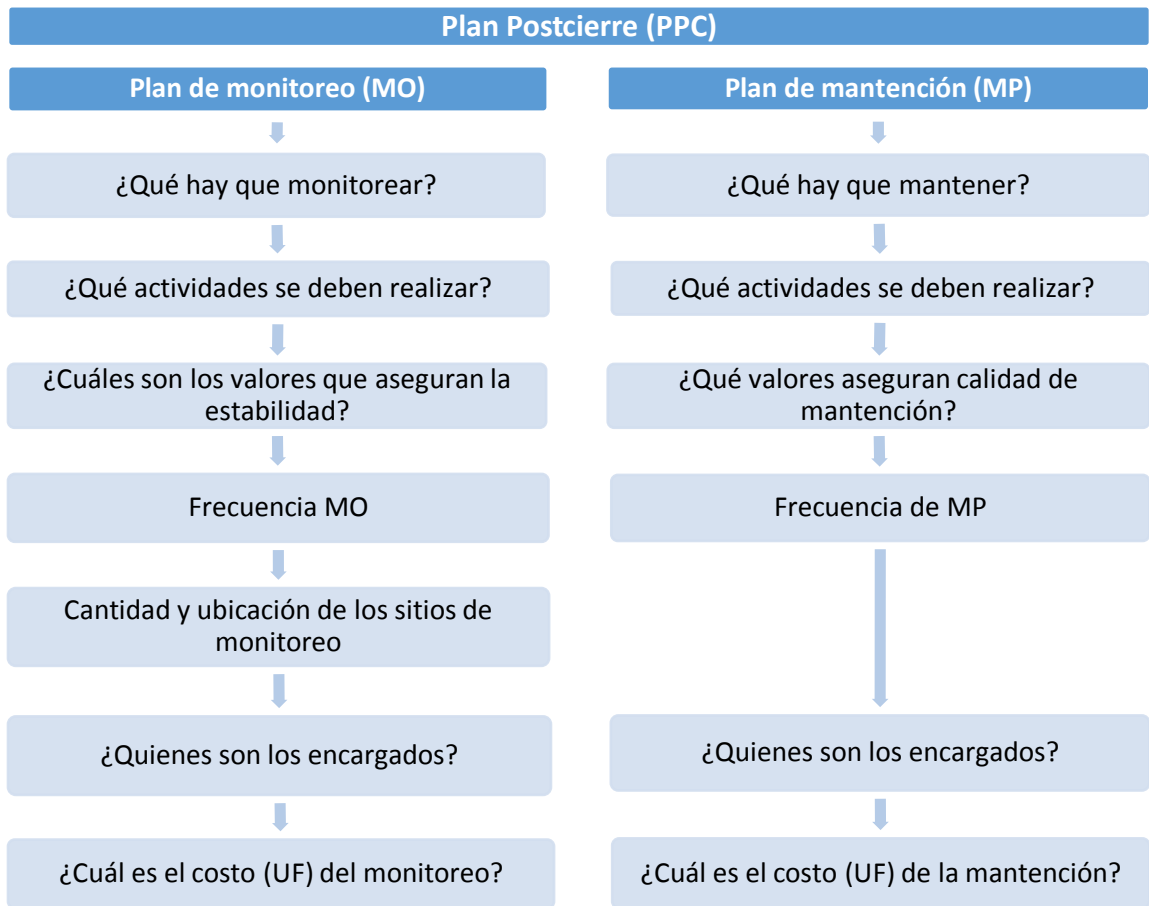 Plan Postcierre (PPC)
Plan de monitoreo (MO)
¿Qué hay que monitorear?
¿Qué actividades se deben realizar?
¿Cuáles son los valores que aseguran la
estabilidad?
Frecuencia MO
Cantidad y ubicación de los sitios de
monitoreo
¿Quienes son los encargados?
¿Cuál es el costo (UF) del monitoreo?
Plan de mantención (MP)
¿Qué hay que mantener?
¿Qué actividades se deben realizar?
¿Qué valores aseguran calidad de
mantención?
Frecuencia de MP
¿Quienes son los encargados?
¿Cuál es el costo (UF) de la mantención?